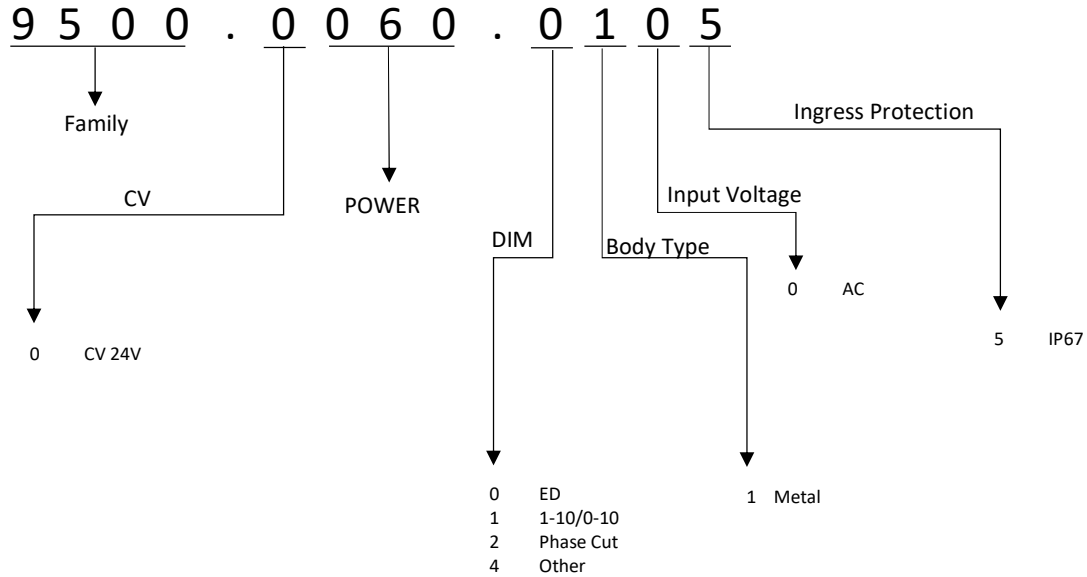 9500.0060.0105
Family
Ingress Protection
CV
POWER
Input Voltage
DIM
Body Type
0 AC
5 IP67
0 CV 24V
0 ED
1 1-10/0-10
2 Phase Cut
4 Other
1 Metal